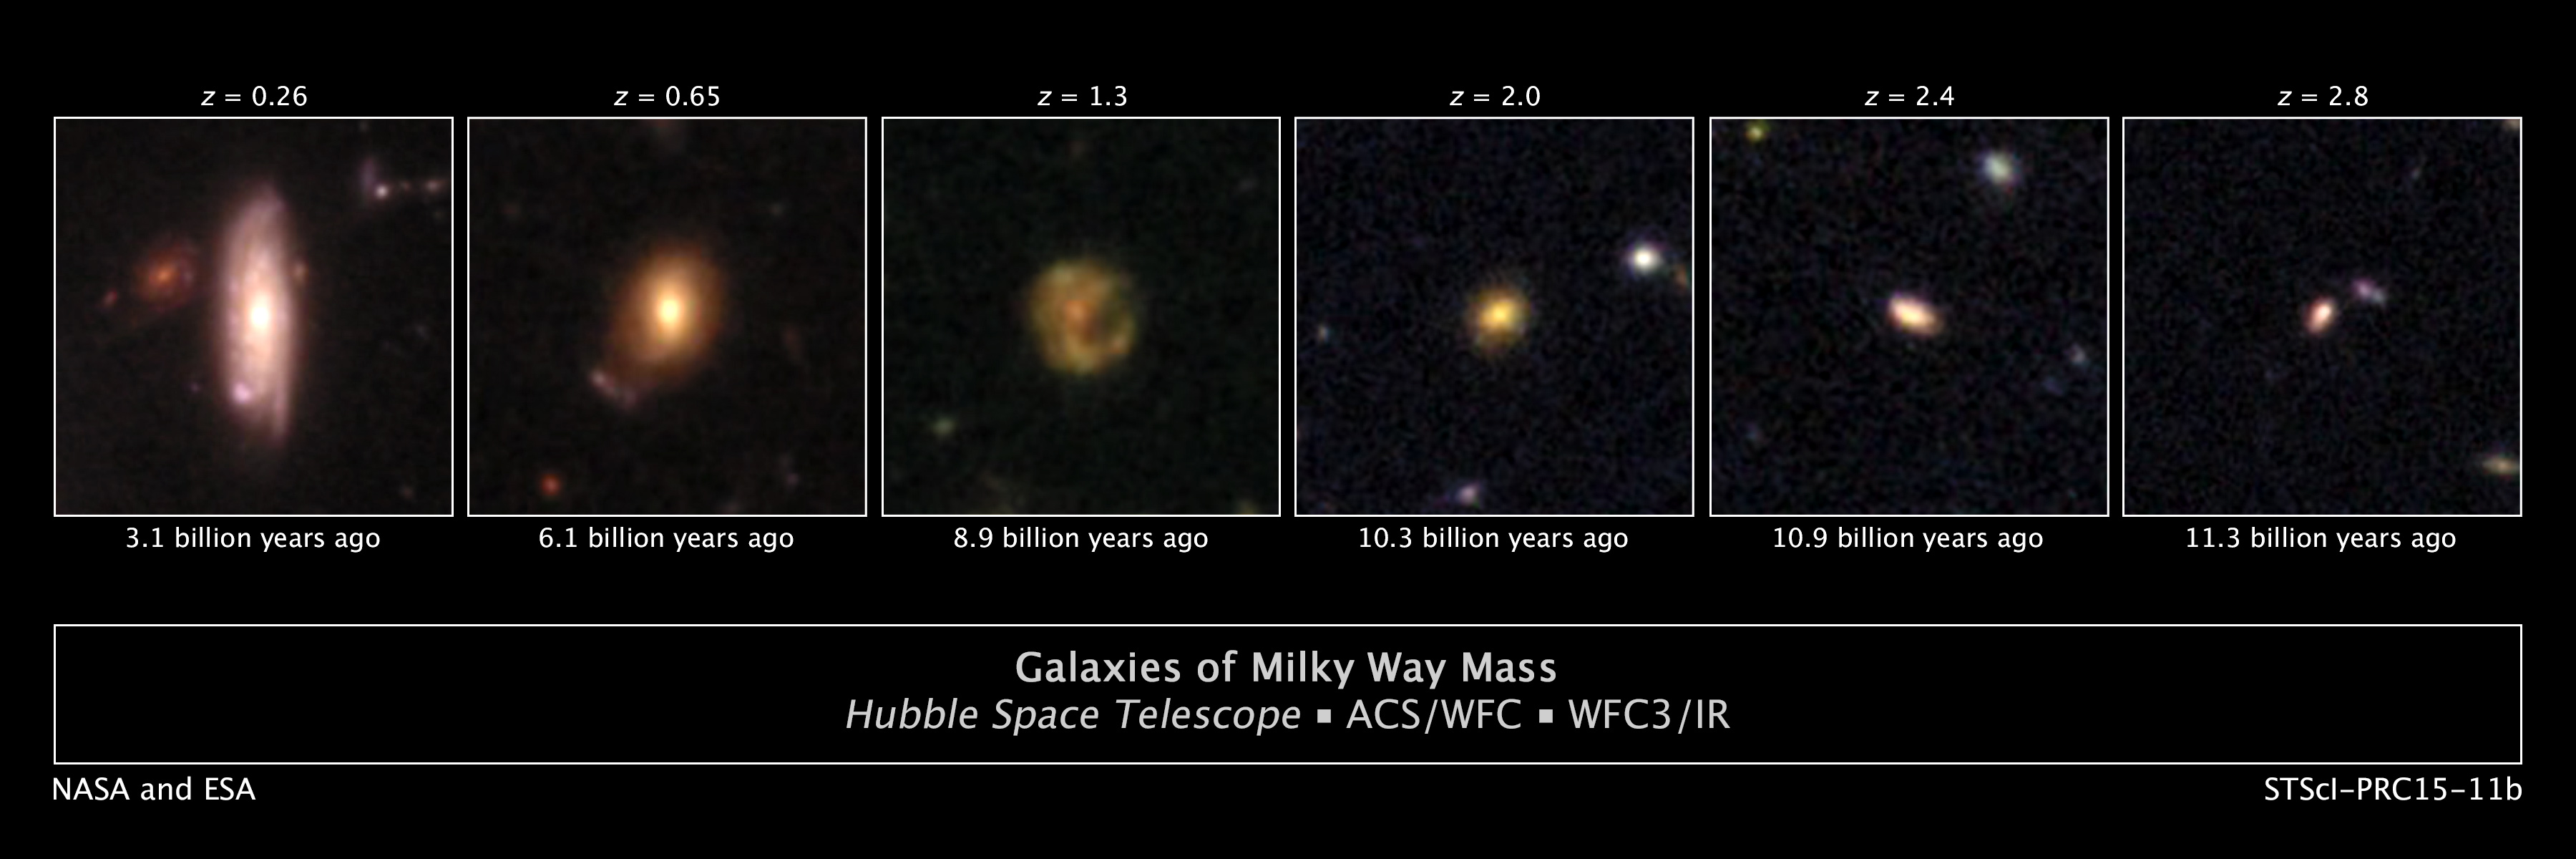 z = 0.26
z = 0.65
z = 1.3
z = 2.0
z = 2.4
z = 2.8
3.1 billion years ago
6.1 billion years ago
8.9 billion years ago
10.3 billion years ago
10.9 billion years ago
11.3 billion years ago
Galaxies of Milky Way Mass
Hubble Space Telescope ▪ ACS/WFC ▪ WFC3/IR
NASA and ESA
STScI-PRC15-11b